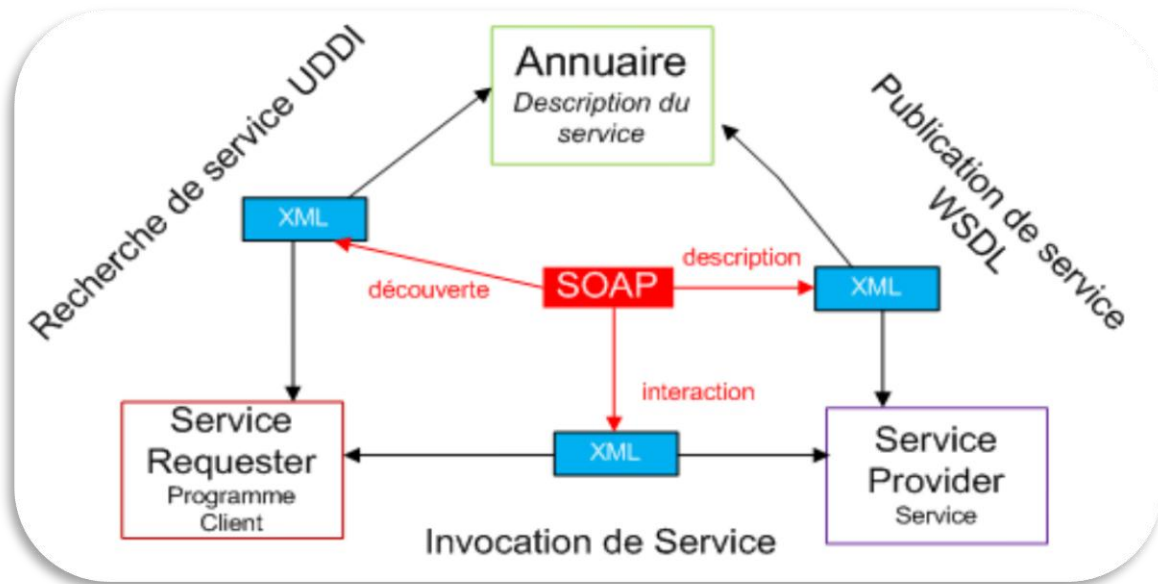 Recherche de service UDDI
Annuaire
Description du
service
Publication de service
WSDL
XML
découverte
SOAP
description
XML
interaction
Service
Requester
Programme
Client
XML
Service
Provider
Service
Invocation de Service